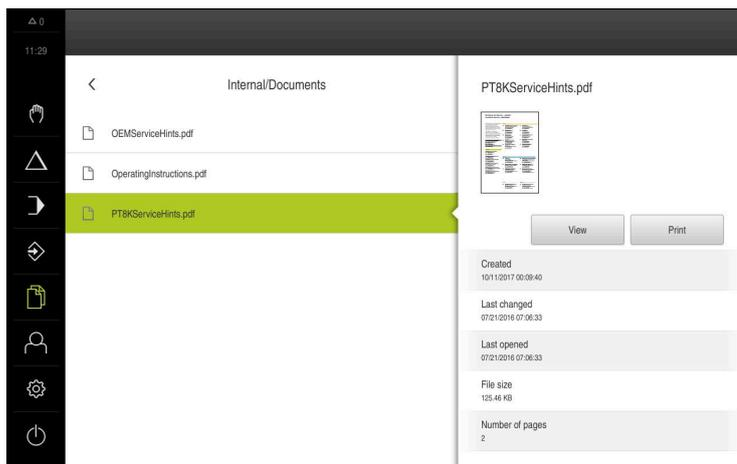 0
11:29
Internal/Documents
OEMServiceHints.pdf
OperatingInstructions.pdf
PT8KServiceHints.pdf
PT8KServiceHints.pdf
View
Print
Created
10/11/2017 00:09:40
Last changed
07/21/2016 07:06:33
Last opened
07/21/2016 07:06:33
File size
125.46 KB
Number of pages
2